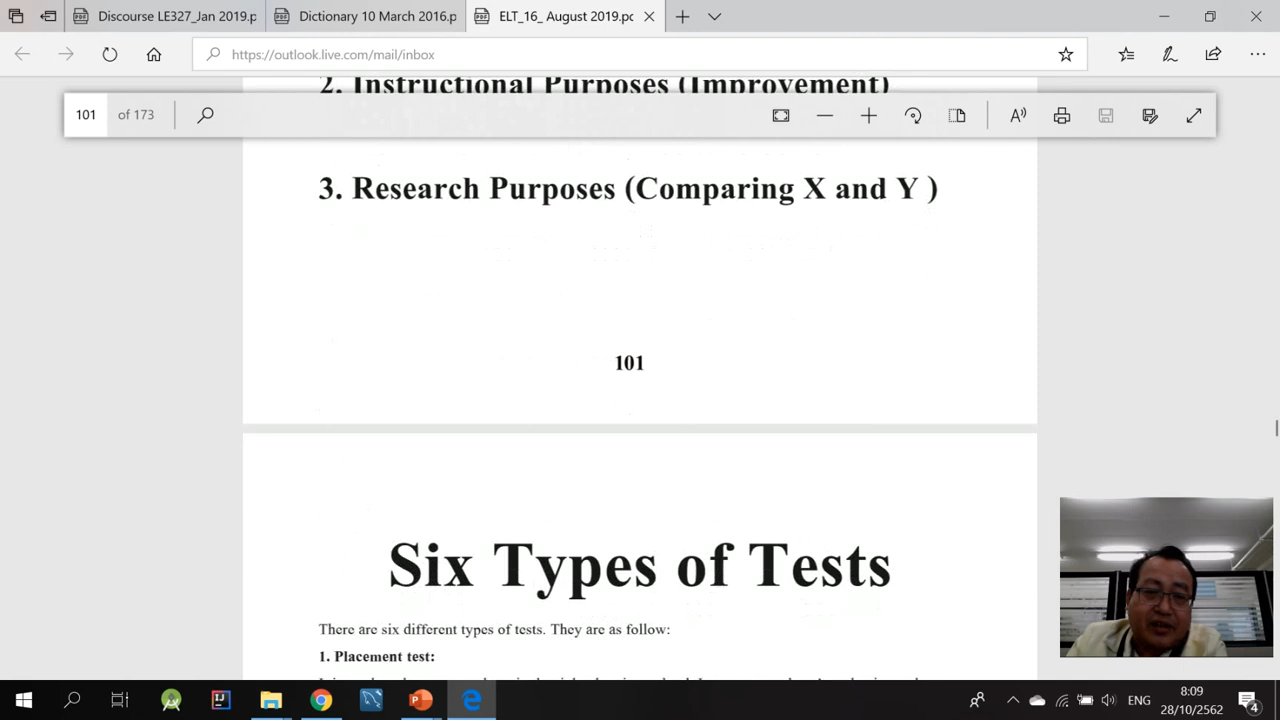 Discourse LE327_Jan 2019.p
Dictionary 10 March 2016.p
ELT_16_ August 2019.pc
https://outlook.live.com/mail/inbox
2. Instructional Purposes (Improvement)
101 of 173
3. Research Purposes (Comparing X and Y )
101
Six Types of Tests
There are six different types of tests. They are as follow:
1. Placement test:
ENG
8:09
28/10/2562
4